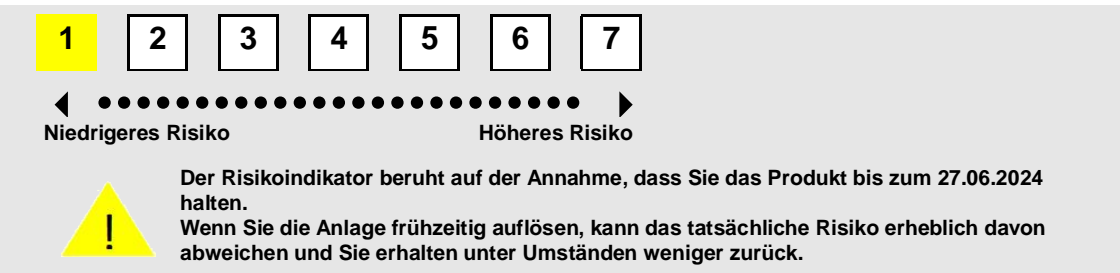 1 2 3 4 5 6 7
Niedrigeres Risiko Höheres Risiko
Der Risikoindikator beruht auf der Annahme, dass Sie das Produkt bis zum 27.06.2024
halten.
Wenn Sie die Anlage frühzeitig auflösen, kann das tatsächliche Risiko erheblich davon
abweichen und Sie erhalten unter Umständen weniger zurück.
!